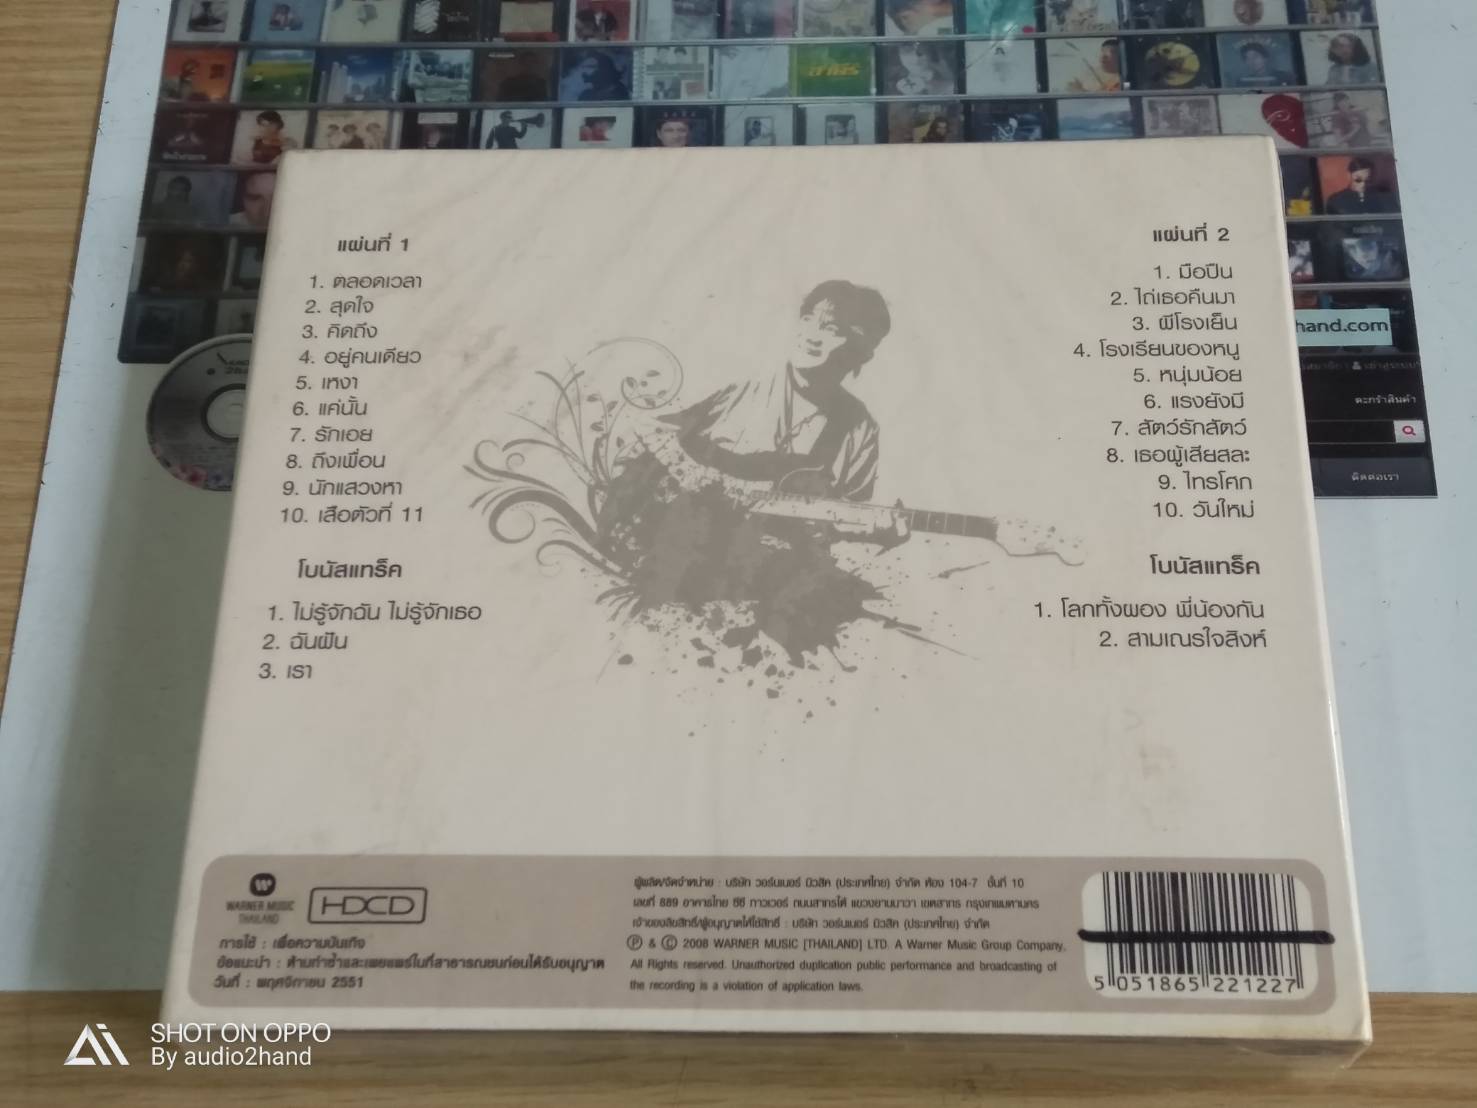 แผ่นที่ 1
1. ตลอดเวลา
2. สุดใจ
3. คิดถึง
4. อยู่คนเดียว
5. เหงา
6. แค่นั้น
7. รักเอย
8. ถึงเพื่อน
9. นักแสวงหา
10. เสือตัวที่ 11
โบนัสแทร็ค
1. ไม่รู้จักฉัน ไม่รู้จักเธอ
2. ฉันฝัน
3. เรา
แผ่นที่ 2
1. มือปืน
2. ไถ่เธอคืนมา
3. ผีโรงเย็น
4. โรงเรียนของหนู
5. หนุ่มน้อย
6. แรงยังมี
7. สัตว์รักสัตว์
8. เธอผู้เสียสละ
9. ไทรโศก
10. วันใหม่
โบนัสแทร็ค
1. โลกทั้งผอง พี่น้องกัน
2. สามเณรใจสิงห์
hand.com
ตะกร้าสินค้า
ติดต่อเรา
WARNER MUSIC
THAILAND
HDCD
การใช้ : เพื่อความบันเทิง
ข้อแนะนำ : ห้ามทำซ้ำและเผยแพร่ในที่สาธารณชนก่อนได้รับอนุญาต
วันที่ : พฤศจิกายน 2551
ผู้ผลิต/จัดจำหน่าย : บริษัท วอร์นเนอร์ มิวสิค (ประเทศไทย) จำกัด ห้อง 104-7 ชั้นที่ 10
เลขที่ 889 อาคารไทย ซีซี ทาวเวอร์ ถนนสาทรใต้ แขวงยานนาวา เขตสาทร กรุงเทพมหานคร
เจ้าของลิขสิทธิ์/ผู้อนุญาตให้ใช้สิทธิ์ : บริษัท วอร์นเนอร์ มิวสิค (ประเทศไทย) จำกัด
Ⓟ & © 2008 WARNER MUSIC [THAILAND] LTD. A Warner Music Group Company.
All Rights reserved. Unauthorized duplication public performance and broadcasting of
the recording is a violation of application laws.
5 051865 221227
SHOT ON OPPO
By audio2hand